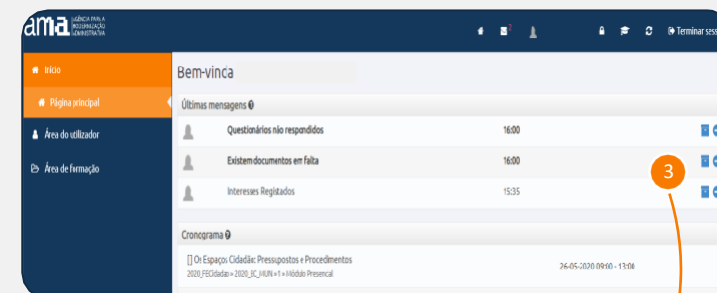 ama AGÊNCIA PARA A
MODERNIZAÇÃO
ADMINISTRATIVA
2
Terminar sess
Início
Página principal
Área do utilizador
Área de formação
Bem-vinda
Últimas mensagens
Questionários não respondidos 16:00
Existem documentos em falta 16:00
Interesses Registados 15:35
3
Cronograma
[] Os Espaços Cidadão: Pressupostos e Procedimentos
2020_FECidadao » 2020_EC_MUN » 1 » Módulo Presencial
26-05-2020 09:00 - 13:00